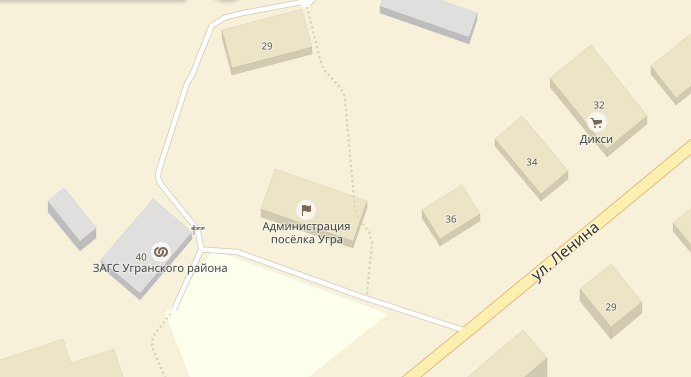 29
32
Дикси
34
36
Администрация
посёлка Угра
40
ЗАГС Угранского района
ул. Ленина
29